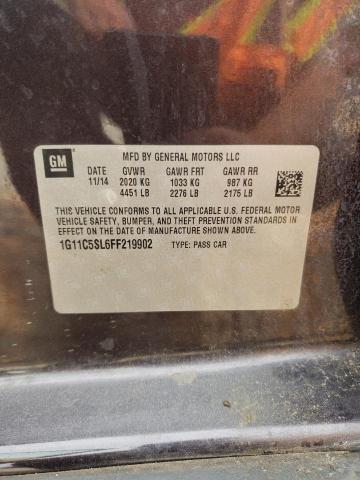 GM
MFD BY GENERAL MOTORS LLC
DATE GVWR GAWR FRT GAWR RR
11/14 2020 KG 1033 KG 987 KG
4451 LB 2276 LB 2175 LB
THIS VEHICLE CONFORMS TO ALL APPLICABLE U.S. FEDERAL MOTOR
VEHICLE SAFETY, BUMPER, AND THEFT PREVENTION STANDARDS
IN EFFECT ON THE DATE OF MANUFACTURE SHOWN ABOVE.
1G11C5SL6FF219902 TYPE: PASS CAR